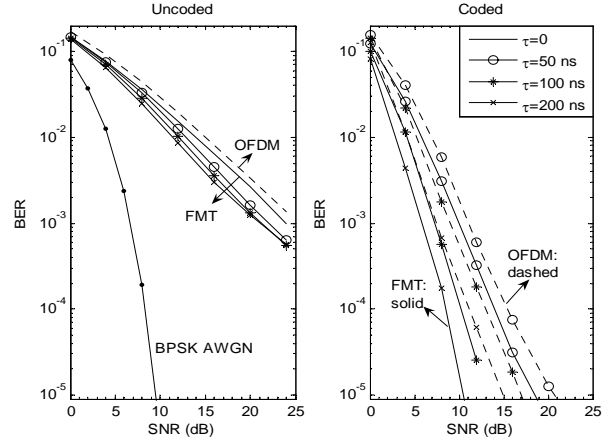 Uncoded
Coded
10^-1
10^-2
10^-3
10^-4
10^-5
BER
0
5
10
15
20
25
SNR (dB)
OFDM
FMT
BPSK AWGN
10^-1
10^-2
10^-3
10^-4
10^-5
BER
0
5
10
15
20
25
SNR (dB)
τ=0
τ=50 ns
τ=100 ns
τ=200 ns
FMT:
solid
OFDM:
dashed